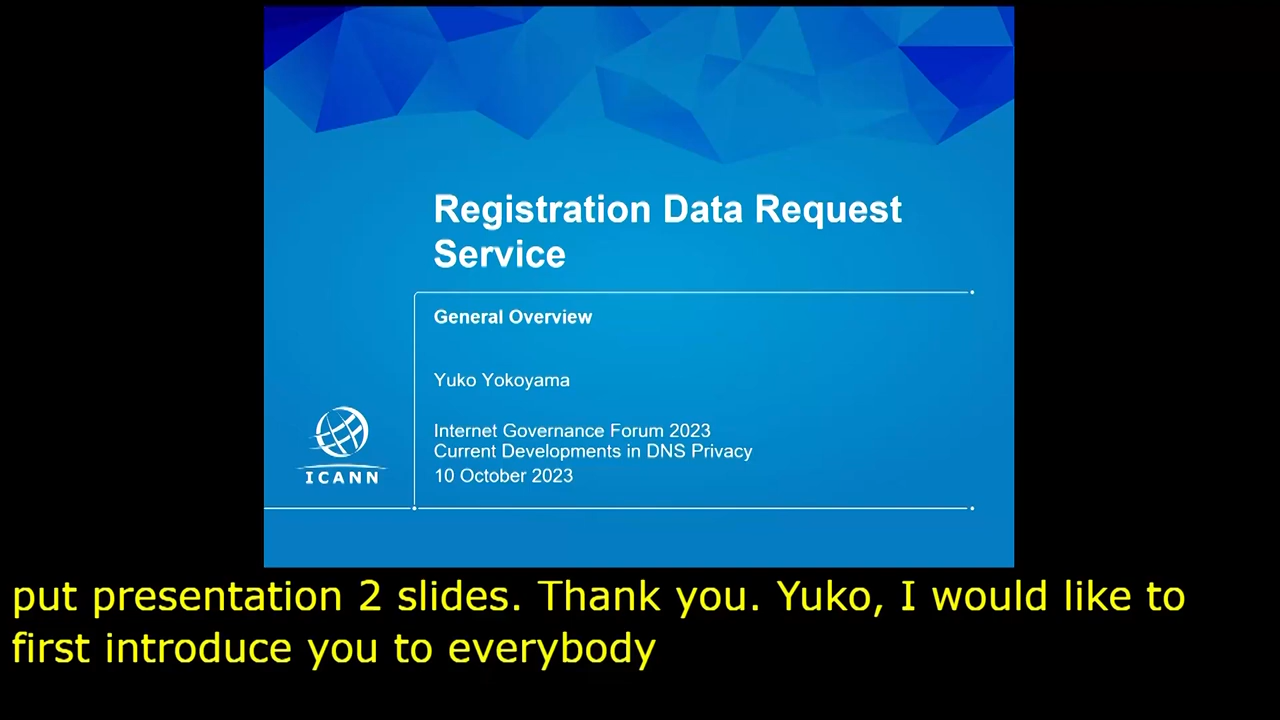 Registration Data Request
Service
General Overview
Yuko Yokoyama
Internet Governance Forum 2023
Current Developments in DNS Privacy
10 October 2023
ICANN
put presentation 2 slides. Thank you. Yuko, I would like to
first introduce you to everybody